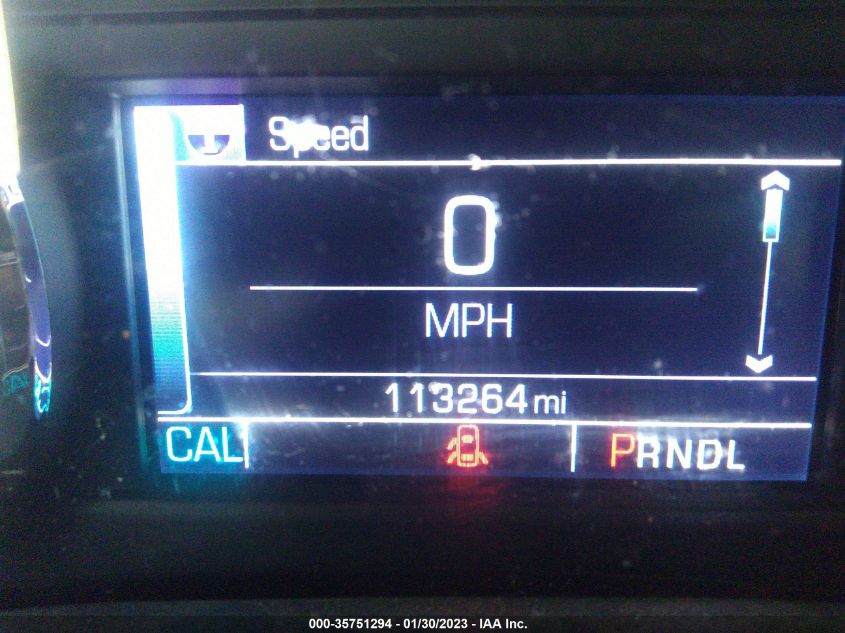 Speed
0
MPH
113264 mi
CAL PRNDL
000-35751294 - 01/30/2023 - IAA Inc.